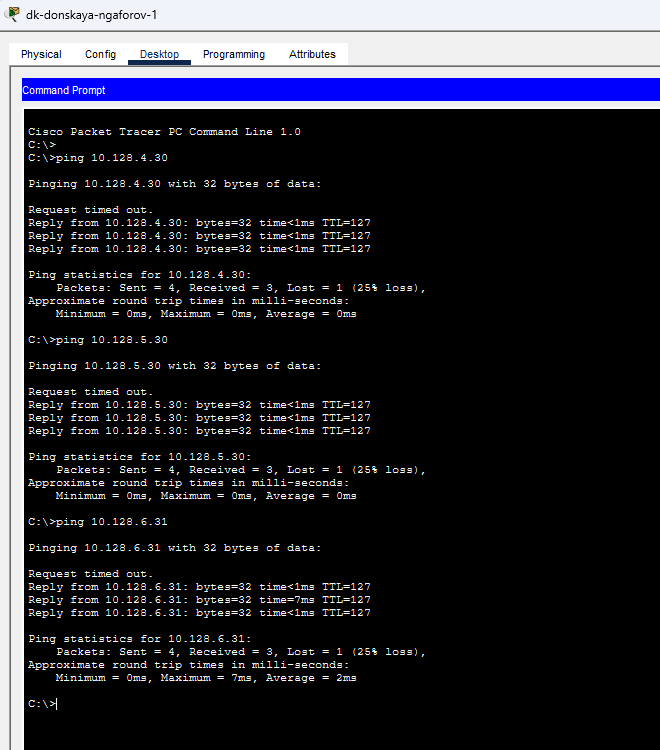 dk-donskaya-ngaforov-1
Physical Config Desktop Programming Attributes
Command Prompt
Cisco Packet Tracer PC Command Line 1.0
C:\>
C:\>ping 10.128.4.30
Pinging 10.128.4.30 with 32 bytes of data:
Request timed out.
Reply from 10.128.4.30: bytes=32 time<1ms TTL=127
Reply from 10.128.4.30: bytes=32 time<1ms TTL=127
Reply from 10.128.4.30: bytes=32 time<1ms TTL=127
Ping statistics for 10.128.4.30:
Packets: Sent = 4, Received = 3, Lost = 1 (25% loss),
Approximate round trip times in milli-seconds:
Minimum = 0ms, Maximum = 0ms, Average = 0ms
C:\>ping 10.128.5.30
Pinging 10.128.5.30 with 32 bytes of data:
Request timed out.
Reply from 10.128.5.30: bytes=32 time<1ms TTL=127
Reply from 10.128.5.30: bytes=32 time<1ms TTL=127
Reply from 10.128.5.30: bytes=32 time<1ms TTL=127
Ping statistics for 10.128.5.30:
Packets: Sent = 4, Received = 3, Lost = 1 (25% loss),
Approximate round trip times in milli-seconds:
Minimum = 0ms, Maximum = 0ms, Average = 0ms
C:\>ping 10.128.6.31
Pinging 10.128.6.31 with 32 bytes of data:
Request timed out.
Reply from 10.128.6.31: bytes=32 time<1ms TTL=127
Reply from 10.128.6.31: bytes=32 time=7ms TTL=127
Reply from 10.128.6.31: bytes=32 time<1ms TTL=127
Ping statistics for 10.128.6.31:
Packets: Sent = 4, Received = 3, Lost = 1 (25% loss),
Approximate round trip times in milli-seconds:
Minimum = 0ms, Maximum = 7ms, Average = 2ms
C:\>